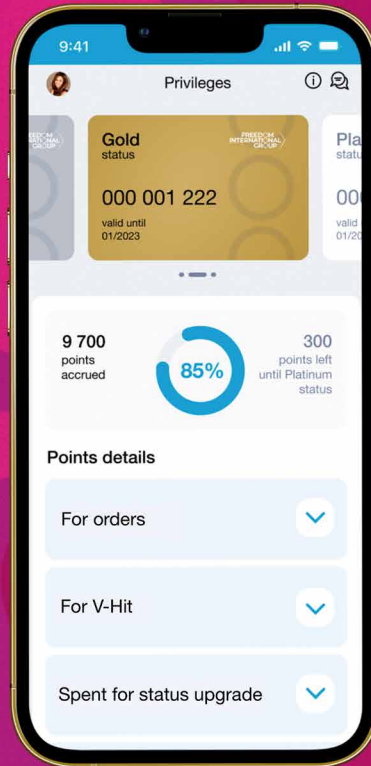 9:41
Privileges
Gold
status
FREEDOM
INTERNATIONAL
GROUP
000 001 222
valid until
01/2023
Pla
statu
00
valid
01/20
9 700
points
accrued
85%
300
points left
until Platinum
status
Points details
For orders
For V-Hit
Spent for status upgrade